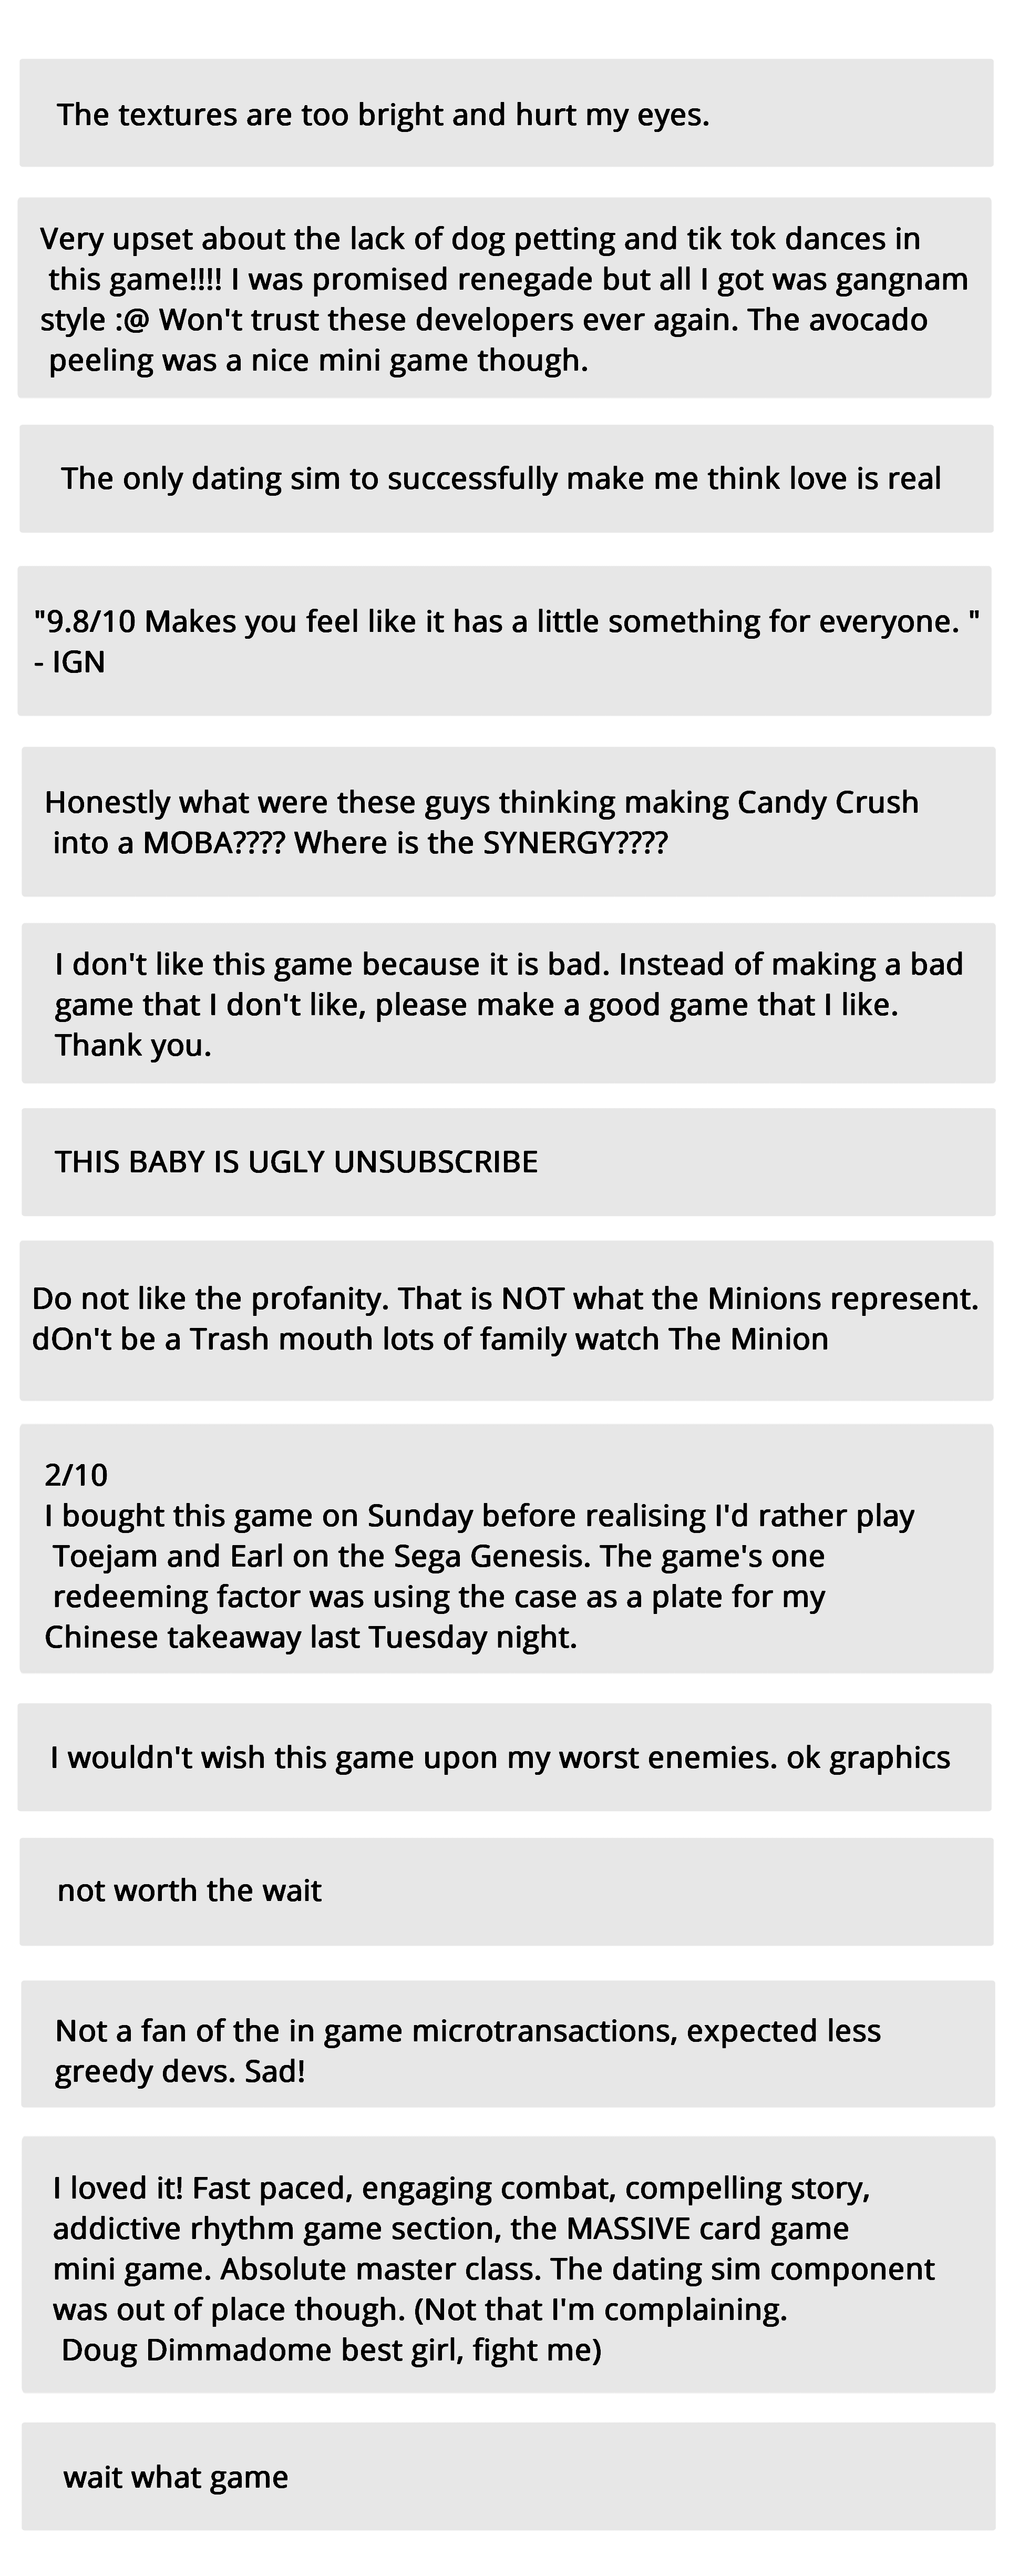 The textures are too bright and hurt my eyes.
Very upset about the lack of dog petting and tik tok dances in
this game!!!! I was promised renegade but all I got was gangnam
style :@ Won't trust these developers ever again. The avocado
peeling was a nice mini game though.
The only dating sim to successfully make me think love is real
"9.8/10 Makes you feel like it has a little something for everyone. "
- IGN
Honestly what were these guys thinking making Candy Crush
into a MOBA???? Where is the SYNERGY????
I don't like this game because it is bad. Instead of making a bad
game that I don't like, please make a good game that I like.
Thank you.
THIS BABY IS UGLY UNSUBSCRIBE
Do not like the profanity. That is NOT what the Minions represent.
dOn't be a Trash mouth lots of family watch The Minion
2/10
I bought this game on Sunday before realising I'd rather play
Toejam and Earl on the Sega Genesis. The game's one
redeeming factor was using the case as a plate for my
Chinese takeaway last Tuesday night.
I wouldn't wish this game upon my worst enemies. ok graphics
not worth the wait
Not a fan of the in game microtransactions, expected less
greedy devs. Sad!
I loved it! Fast paced, engaging combat, compelling story,
addictive rhythm game section, the MASSIVE card game
mini game. Absolute master class. The dating sim component
was out of place though. (Not that I'm complaining.
Doug Dimmadome best girl, fight me)
wait what game